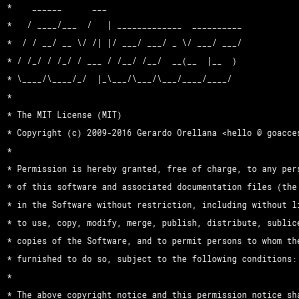 *    ______      ___
*   / ____/___  /   | _____________  __________
*  / / __/ __ \/ /| |/ ___/ ___/ _ \/ ___/ ___/
* / /_/ / /_/ / ___ / /__/ /__/  __(__  |__  )
* \____/\____/_/  |_\___/\___/\___/____/____/
*
* The MIT License (MIT)
* Copyright (c) 2009-2016 Gerardo Orellana <hello @ goacces
*
* Permission is hereby granted, free of charge, to any pers
* of this software and associated documentation files (the
* in the Software without restriction, including without li
* to use, copy, modify, merge, publish, distribute, sublice
* copies of the Software, and to permit persons to whom the
* furnished to do so, subject to the following conditions:
*
* The above copyright notice and this permission notice sha